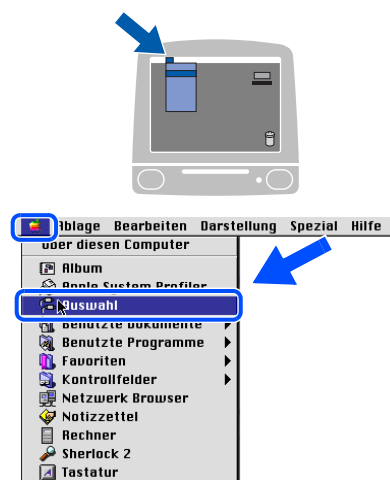 Ablage Bearbeiten Darstellung Spezial Hilfe
Über diesen Computer
Album
Apple System Profiler
Auswahl
Benutzte Dokumente
Benutzte Programme
Favoriten
Kontrollfelder
Netzwerk Browser
Notizzettel
Rechner
Sherlock 2
Tastatur